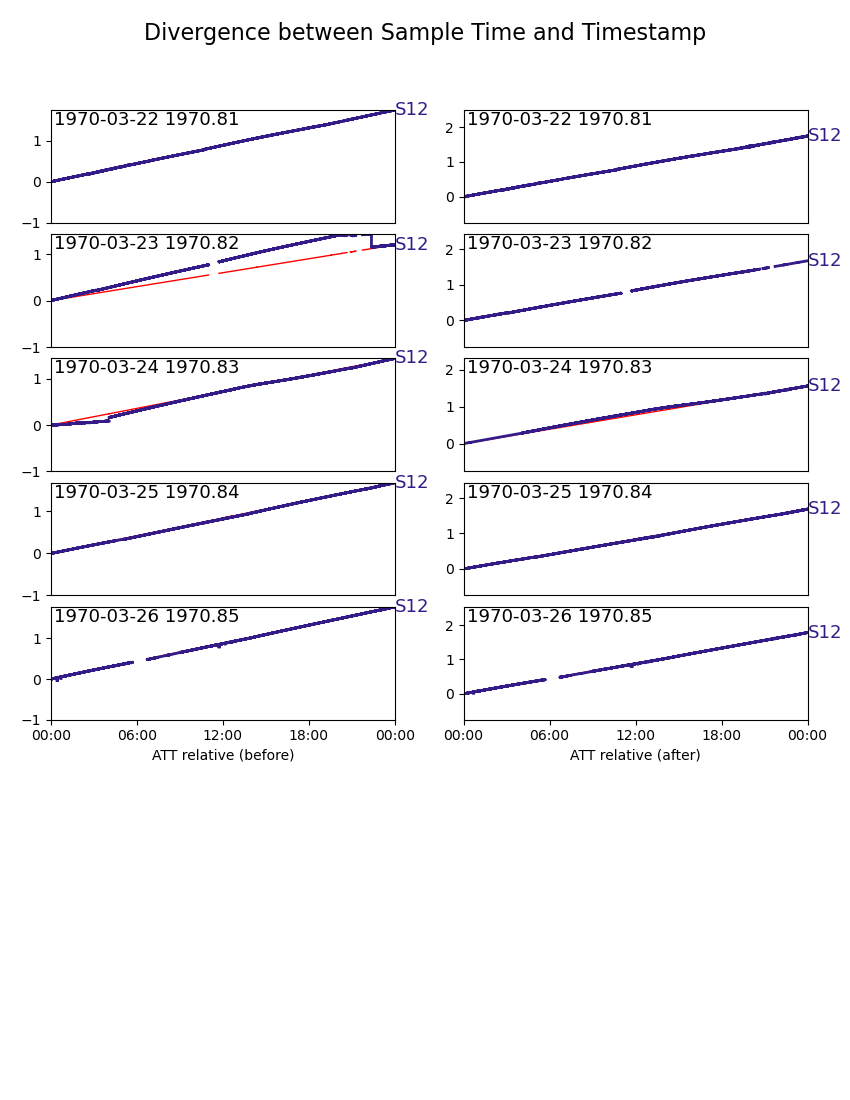 Divergence between Sample Time and Timestamp
1970-03-22 1970.81
S12
1
0
−1
1970-03-22 1970.81
S12
2
1
0
1970-03-23 1970.82
S12
1
0
−1
1970-03-23 1970.82
S12
2
1
0
1970-03-24 1970.83
S12
1
0
−1
1970-03-24 1970.83
S12
2
1
0
1970-03-25 1970.84
S12
1
0
−1
1970-03-25 1970.84
S12
2
1
0
1970-03-26 1970.85
S12
1
0
−1
00:00 06:00 12:00 18:00 00:00
ATT relative (before)
1970-03-26 1970.85
S12
2
1
0
00:00 06:00 12:00 18:00 00:00
ATT relative (after)